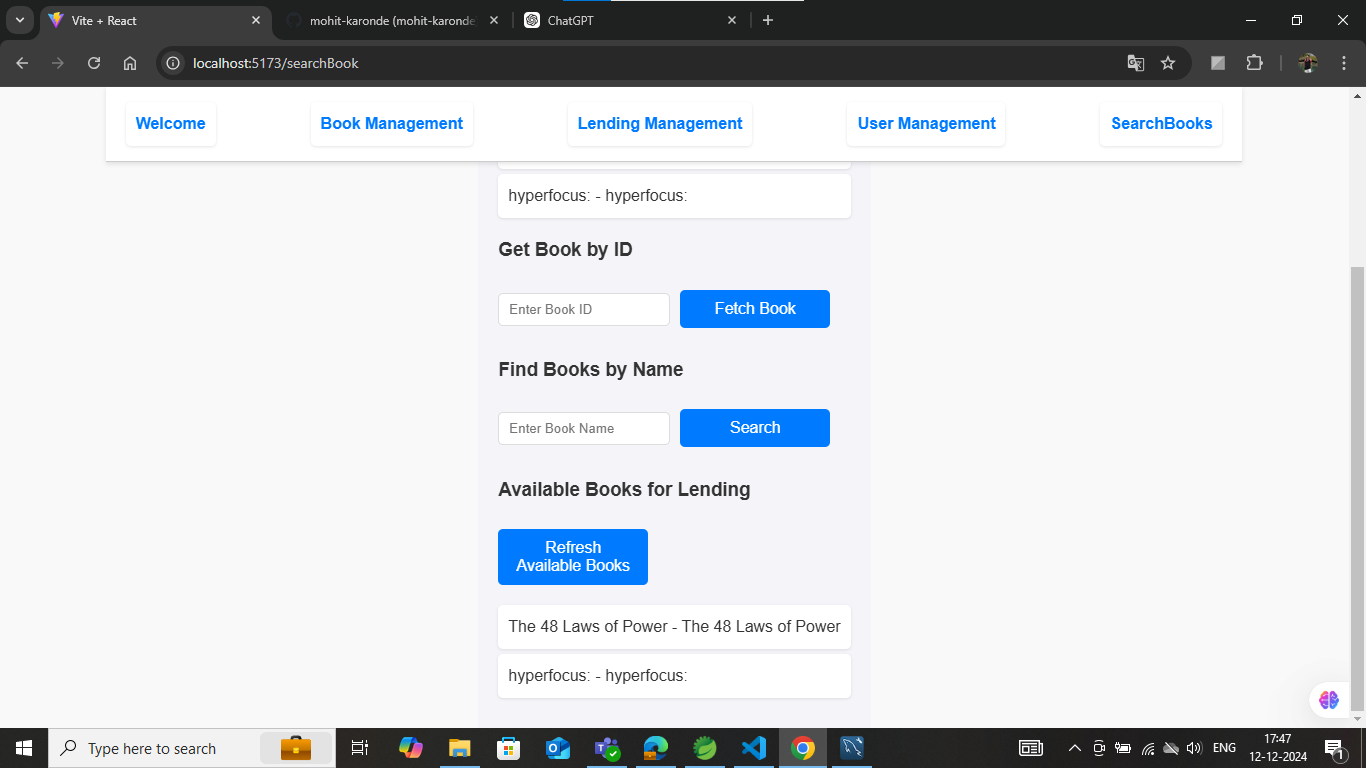 Vite + React
mohit-karonde (mohit-karonde
ChatGPT
localhost:5173/searchBook
Welcome
Book Management
Lending Management
User Management
SearchBooks
hyperfocus: - hyperfocus:
Get Book by ID
Enter Book ID
Fetch Book
Find Books by Name
Enter Book Name
Search
Available Books for Lending
Refresh
Available Books
The 48 Laws of Power - The 48 Laws of Power
hyperfocus: - hyperfocus:
Type here to search
ENG
17:47
12-12-2024
1